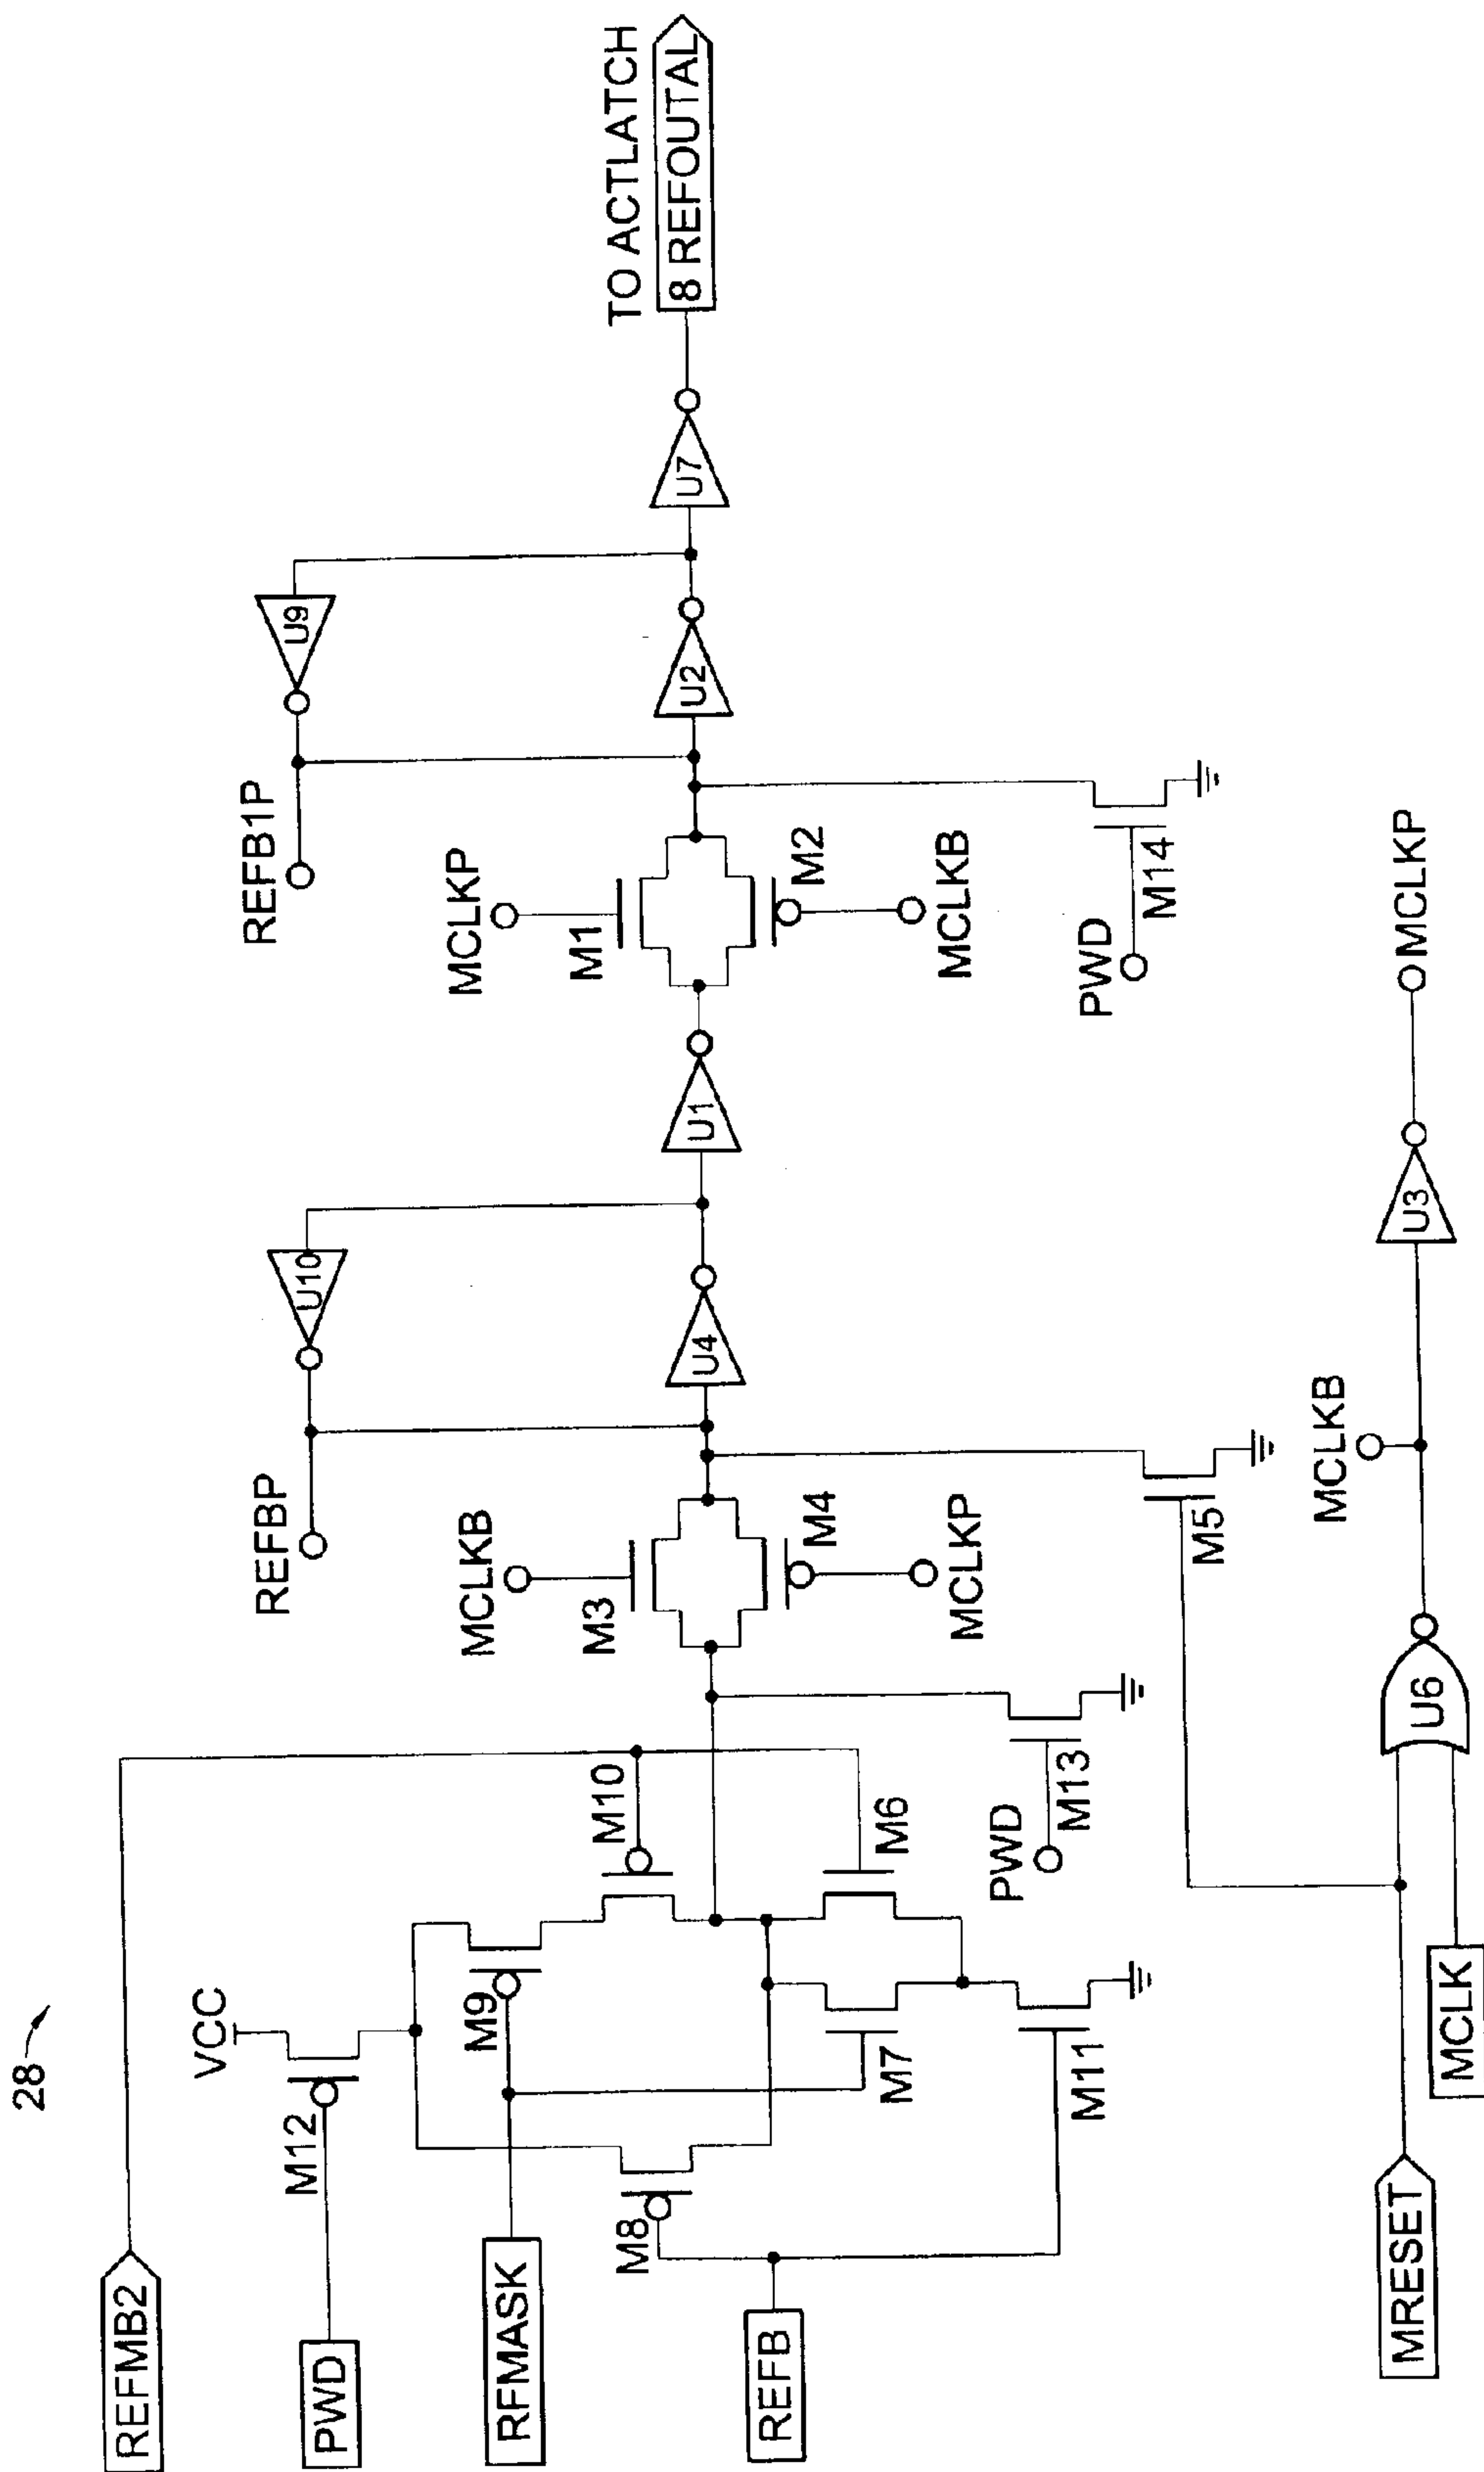 28
REFMB2
PWD
M12
VCC
RFMASK
M9
M10
REFB
M8
M7
M6
M11
PWD
M13
MCLKB
M3
M4
MCLKP
REFBP
U10
U4
M5
U1
MCLKP
M1
M2
MCLKB
REFB1P
U9
U2
PWD
M14
U7
TO ACTLATCH
8 REFOUTAL
MRESET
MCLK
U6
MCLKB
U3
MCLKP